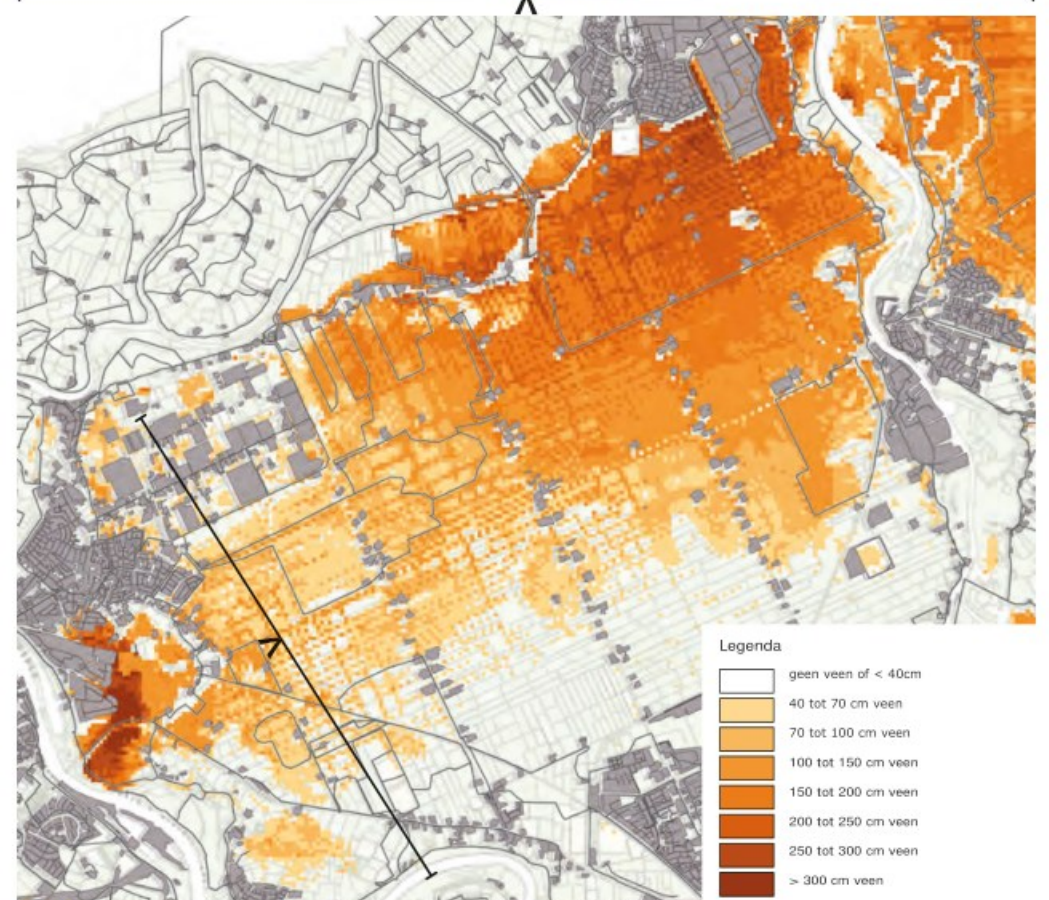 Legenda
geen veen of < 40cm
40 tot 70 cm veen
70 tot 100 cm veen
100 tot 150 cm veen
150 tot 200 cm veen
200 tot 250 cm veen
250 tot 300 cm veen
> 300 cm veen